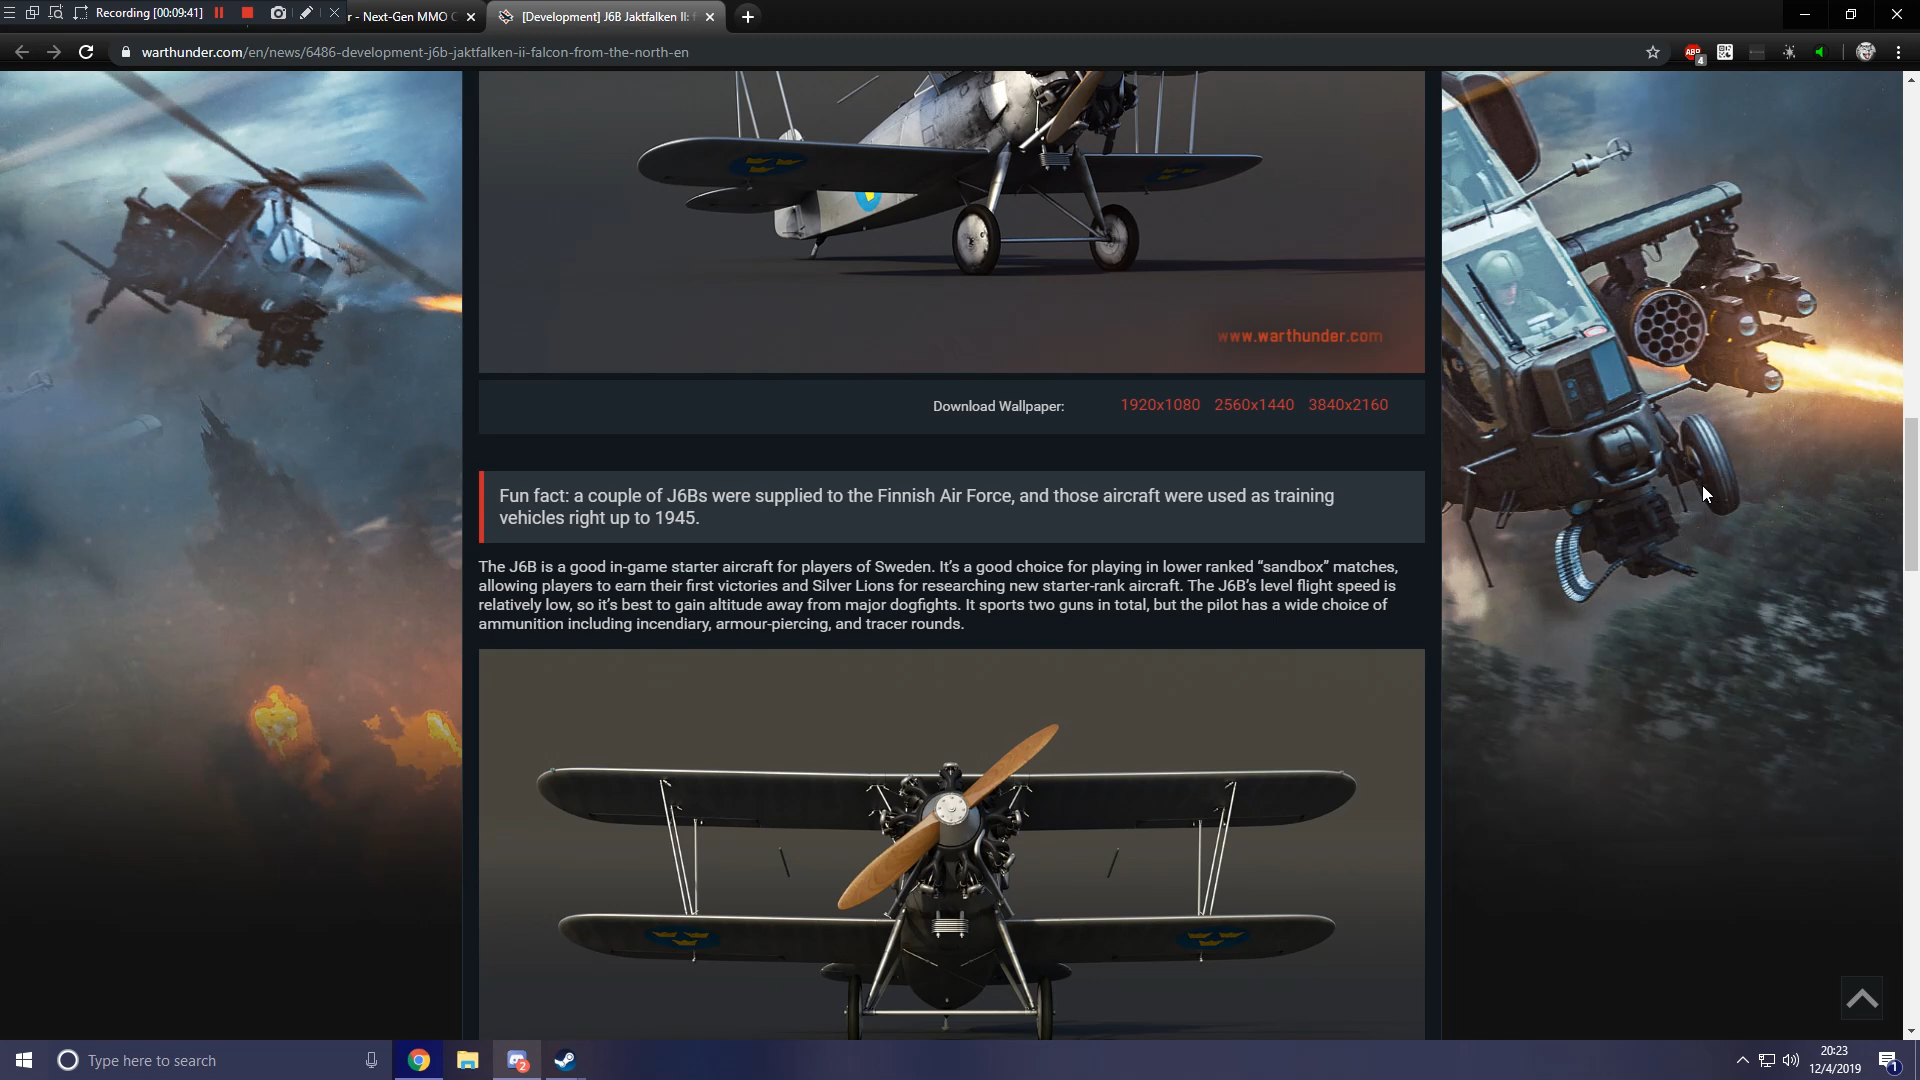 Recording [00:09:41]
r - Next-Gen MMO C
[Development] J6B Jaktfalken II: f
warthunder.com/en/news/6486-development-j6b-jaktfalken-ii-falcon-from-the-north-en
ABP
4
www.warthunder.com
Download Wallpaper: 1920x1080 2560x1440 3840x2160
Fun fact: a couple of J6Bs were supplied to the Finnish Air Force, and those aircraft were used as training
vehicles right up to 1945.
The J6B is a good in-game starter aircraft for players of Sweden. It’s a good choice for playing in lower ranked “sandbox” matches,
allowing players to earn their first victories and Silver Lions for researching new starter-rank aircraft. The J6B’s level flight speed is
relatively low, so it’s best to gain altitude away from major dogfights. It sports two guns in total, but the pilot has a wide choice of
ammunition including incendiary, armour-piercing, and tracer rounds.
Type here to search
2
20:23
12/4/2019
1